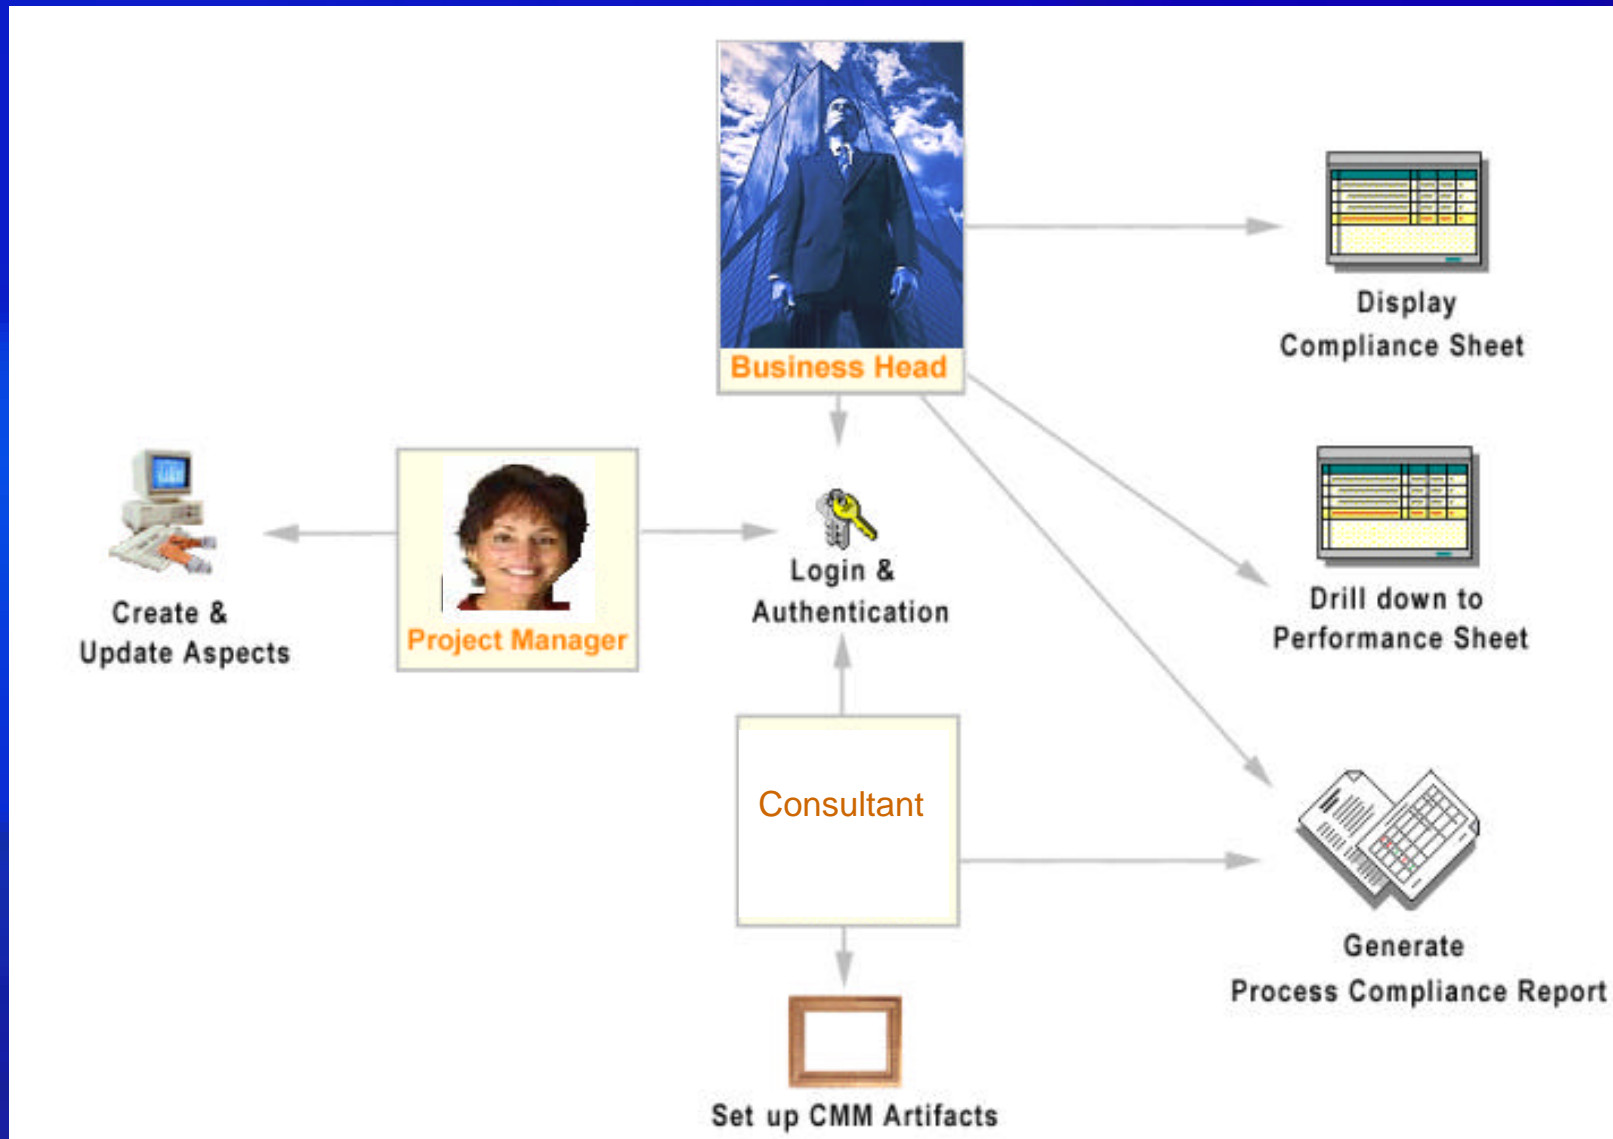 Business Head
Display
Compliance Sheet
Project Manager
Login &
Authentication
Create &
Update Aspects
Drill down to
Performance Sheet
Consultant
Generate
Process Compliance Report
Set up CMM Artifacts